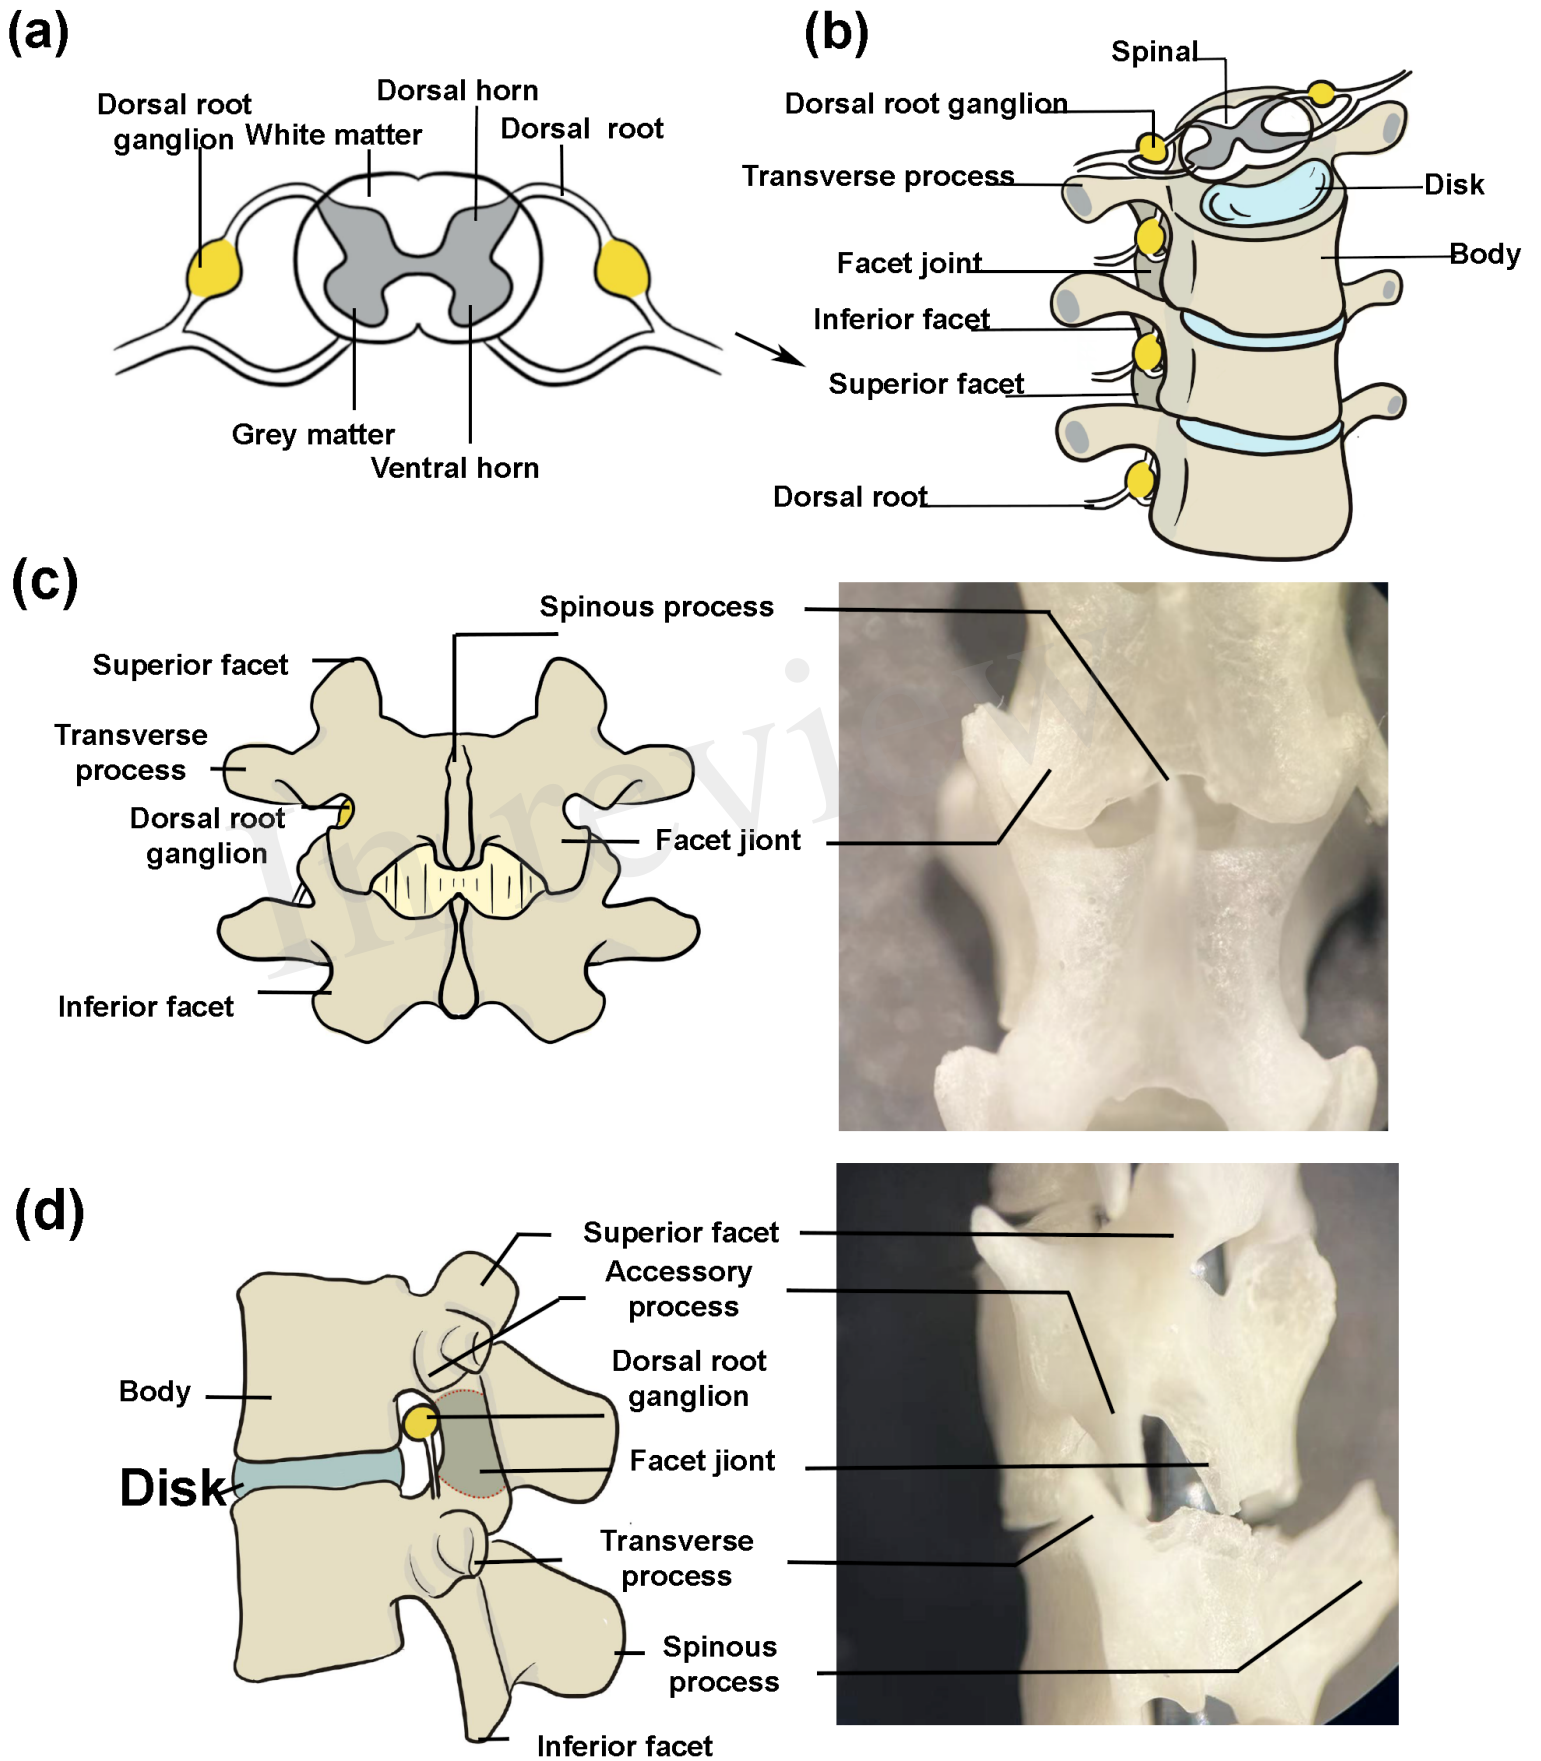 (a)
Dorsal root
ganglion
White matter
Dorsal horn
Dorsal root
Grey matter
Ventral horn
(b)
Spinal
Dorsal root ganglion
Transverse process
Disk
Facet joint
Body
Inferior facet
Superior facet
Dorsal root
(c)
Spinous process
Superior facet
Transverse
process
Dorsal root
ganglion
Facet jiont
Inferior facet
In review
(d)
Superior facet
Accessory
process
Dorsal root
ganglion
Body
Facet jiont
Disk
Transverse
process
Spinous
process
Inferior facet